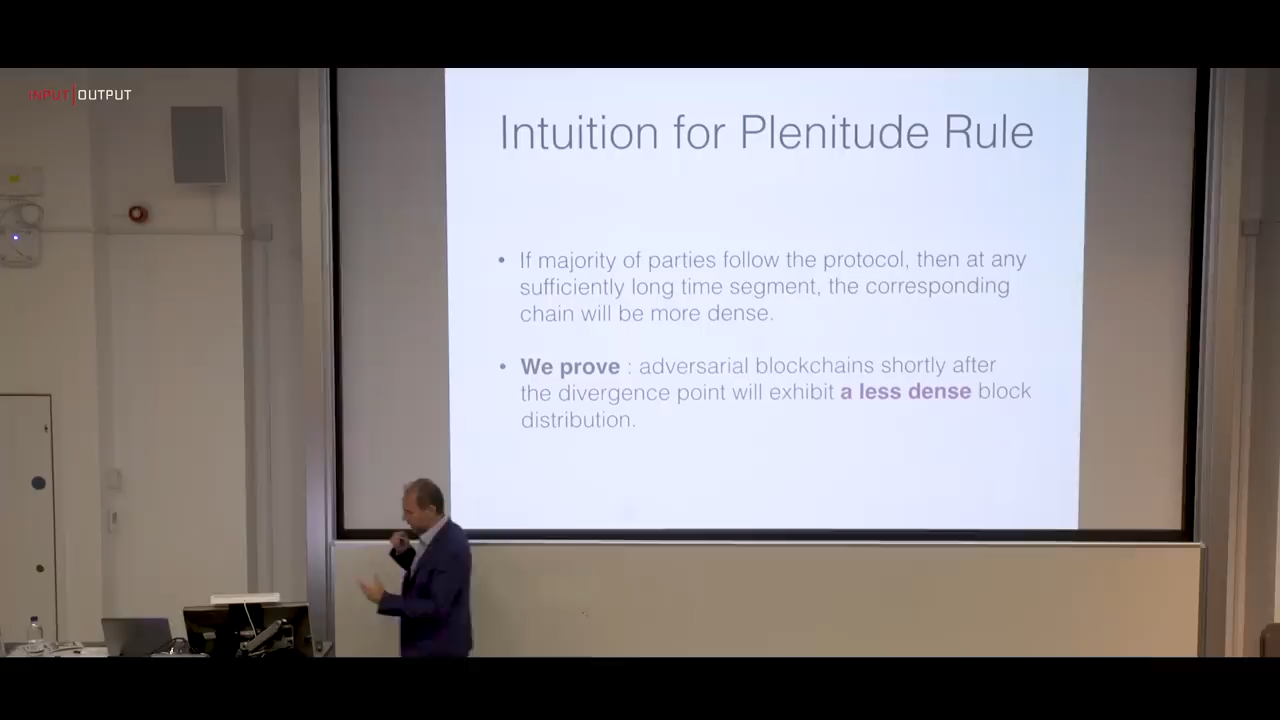 INPUT|OUTPUT
Intuition for Plenitude Rule
• If majority of parties follow the protocol, then at any
sufficiently long time segment, the corresponding
chain will be more dense.
• We prove : adversarial blockchains shortly after
the divergence point will exhibit a less dense block
distribution.